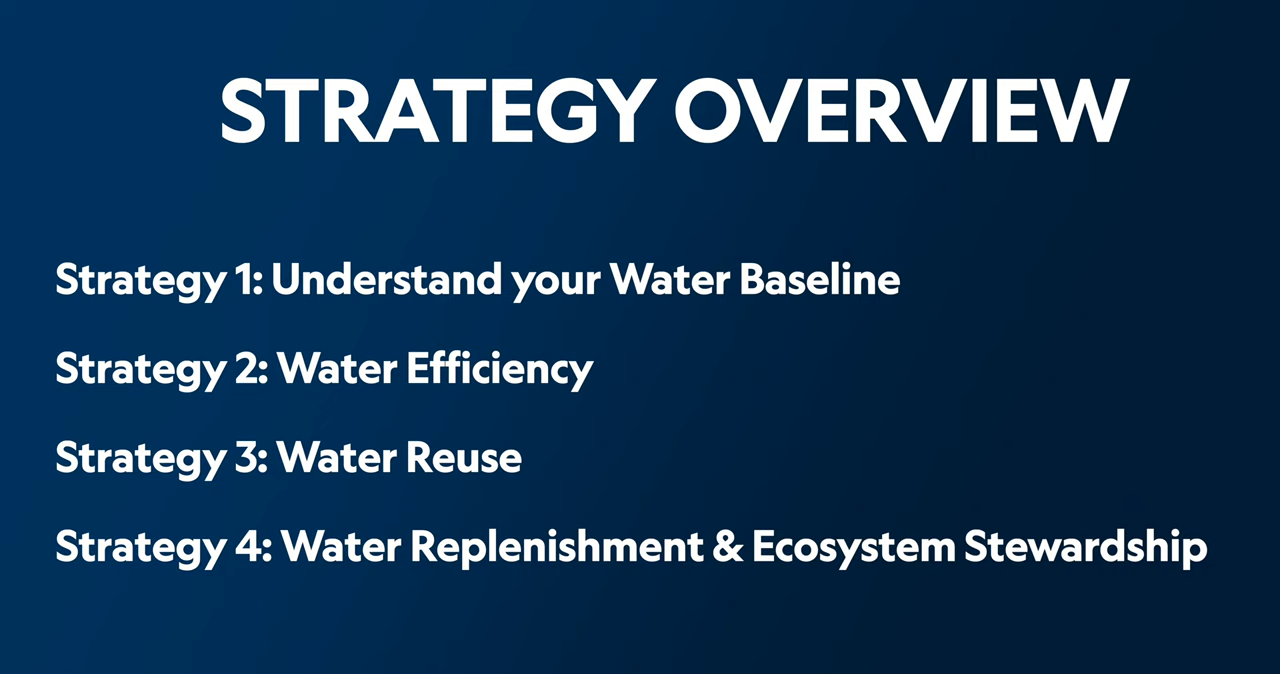 STRATEGY OVERVIEW
Strategy 1: Understand your Water Baseline
Strategy 2: Water Efficiency
Strategy 3: Water Reuse
Strategy 4: Water Replenishment & Ecosystem Stewardship